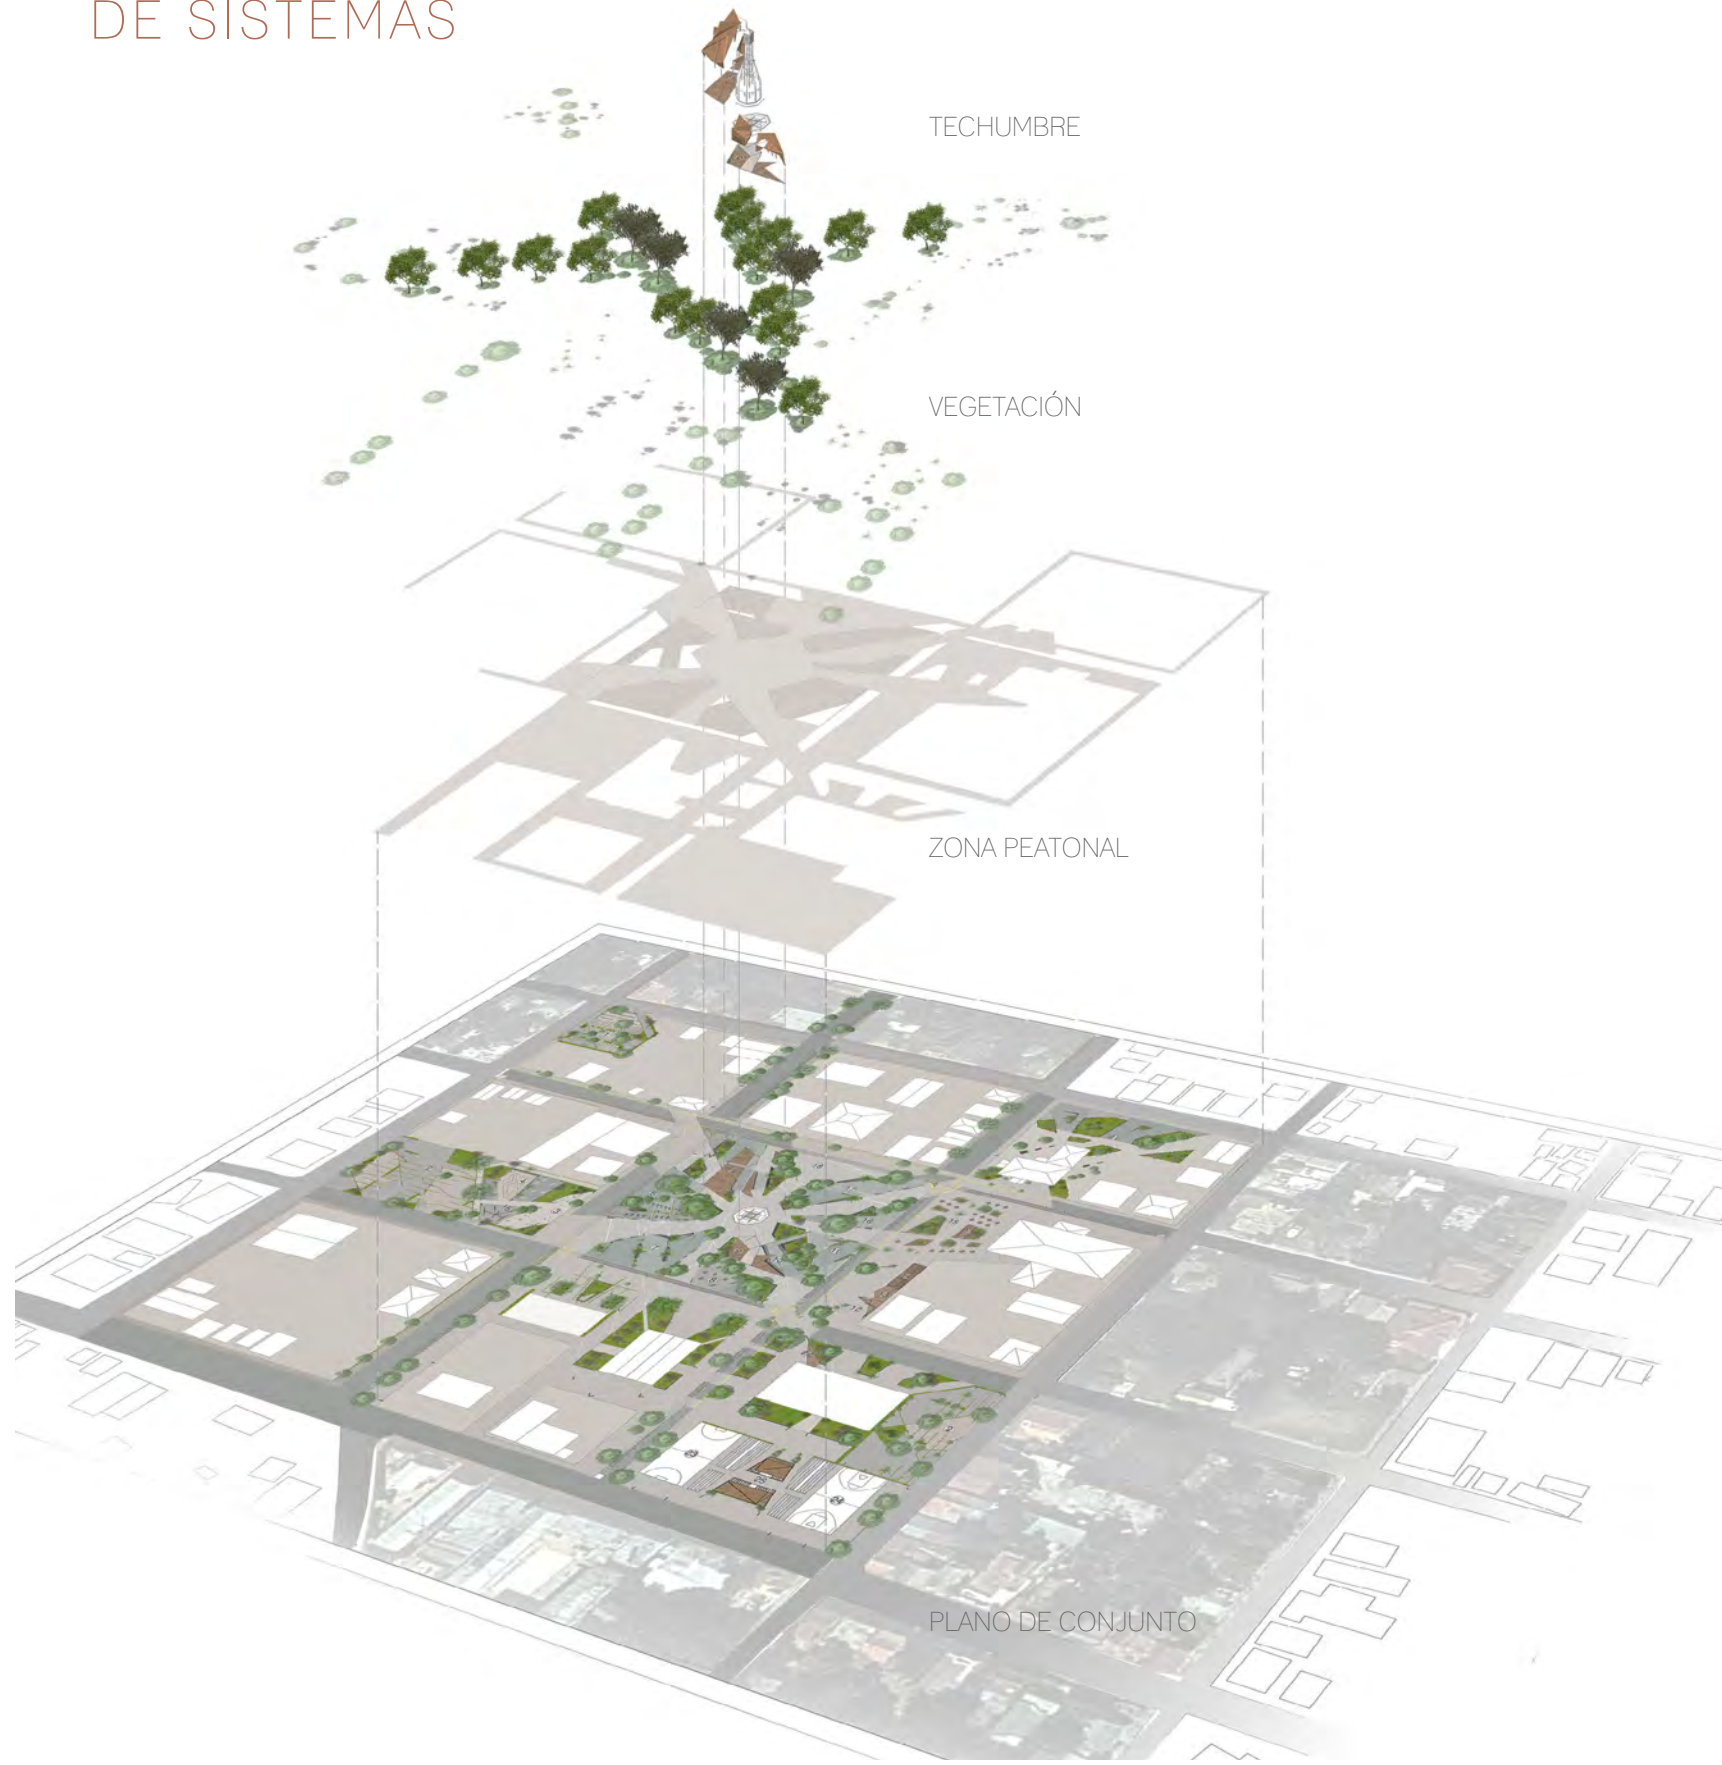 DE SISTEMAS
TECHUMBRE
VEGETACIÓN
ZONA PEATONAL
PLANO DE CONJUNTO